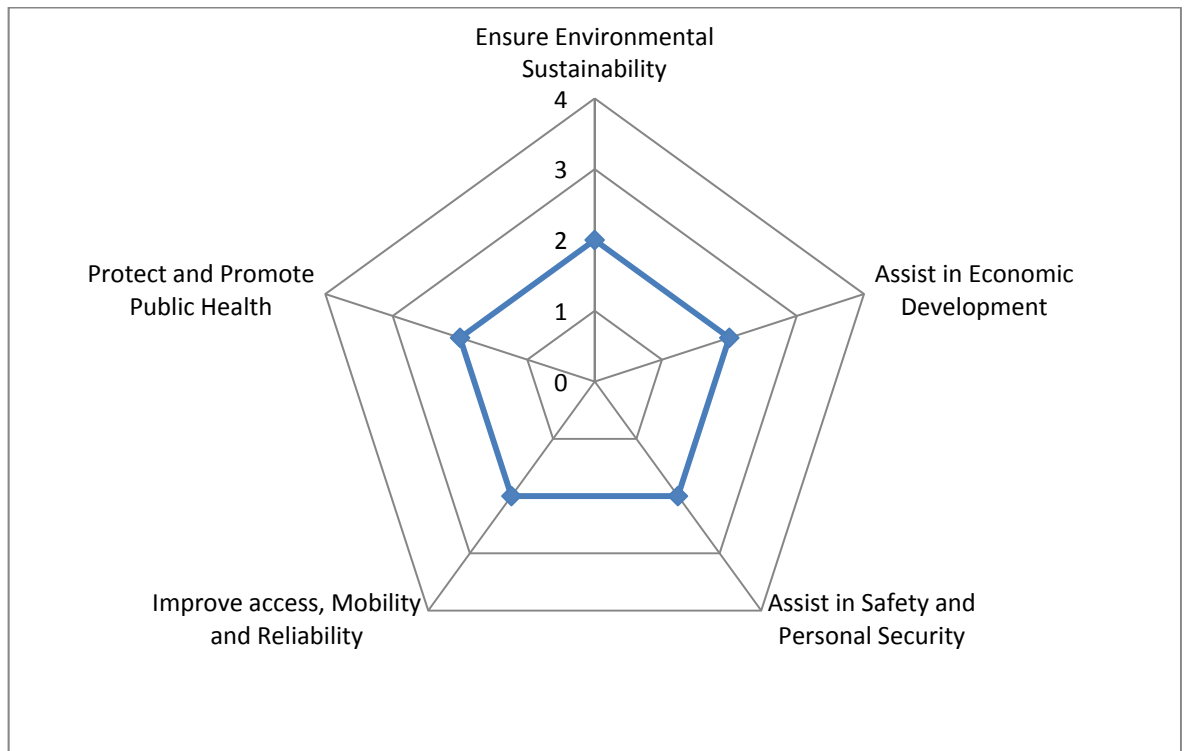 Ensure Environmental
Sustainability
4
3
2
1
0
Protect and Promote
Public Health
Assist in Economic
Development
Improve access, Mobility
and Reliability
Assist in Safety and
Personal Security